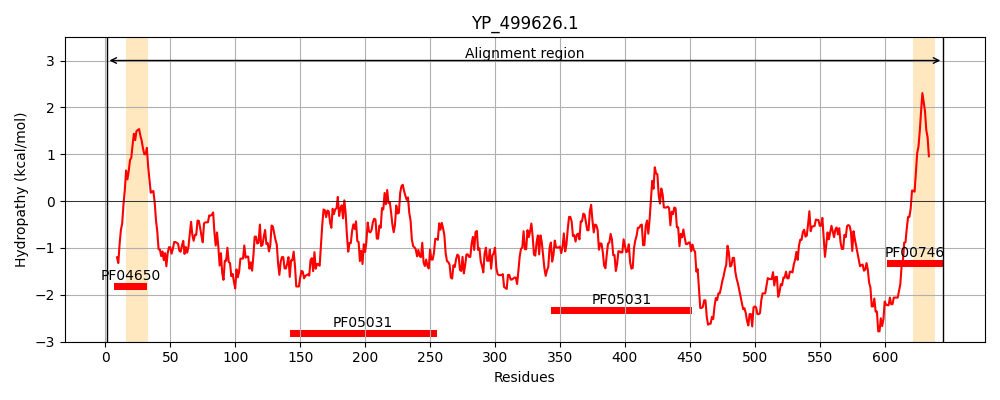 YP_499626.1
Alignment region
Hydropathy (kcal/mol)
3
2
1
0
−1
−2
−3
PF04650
PF05031
PF05031
PF00746
0 50 100 150 200 250 300 350 400 450 500 550 600
Residues